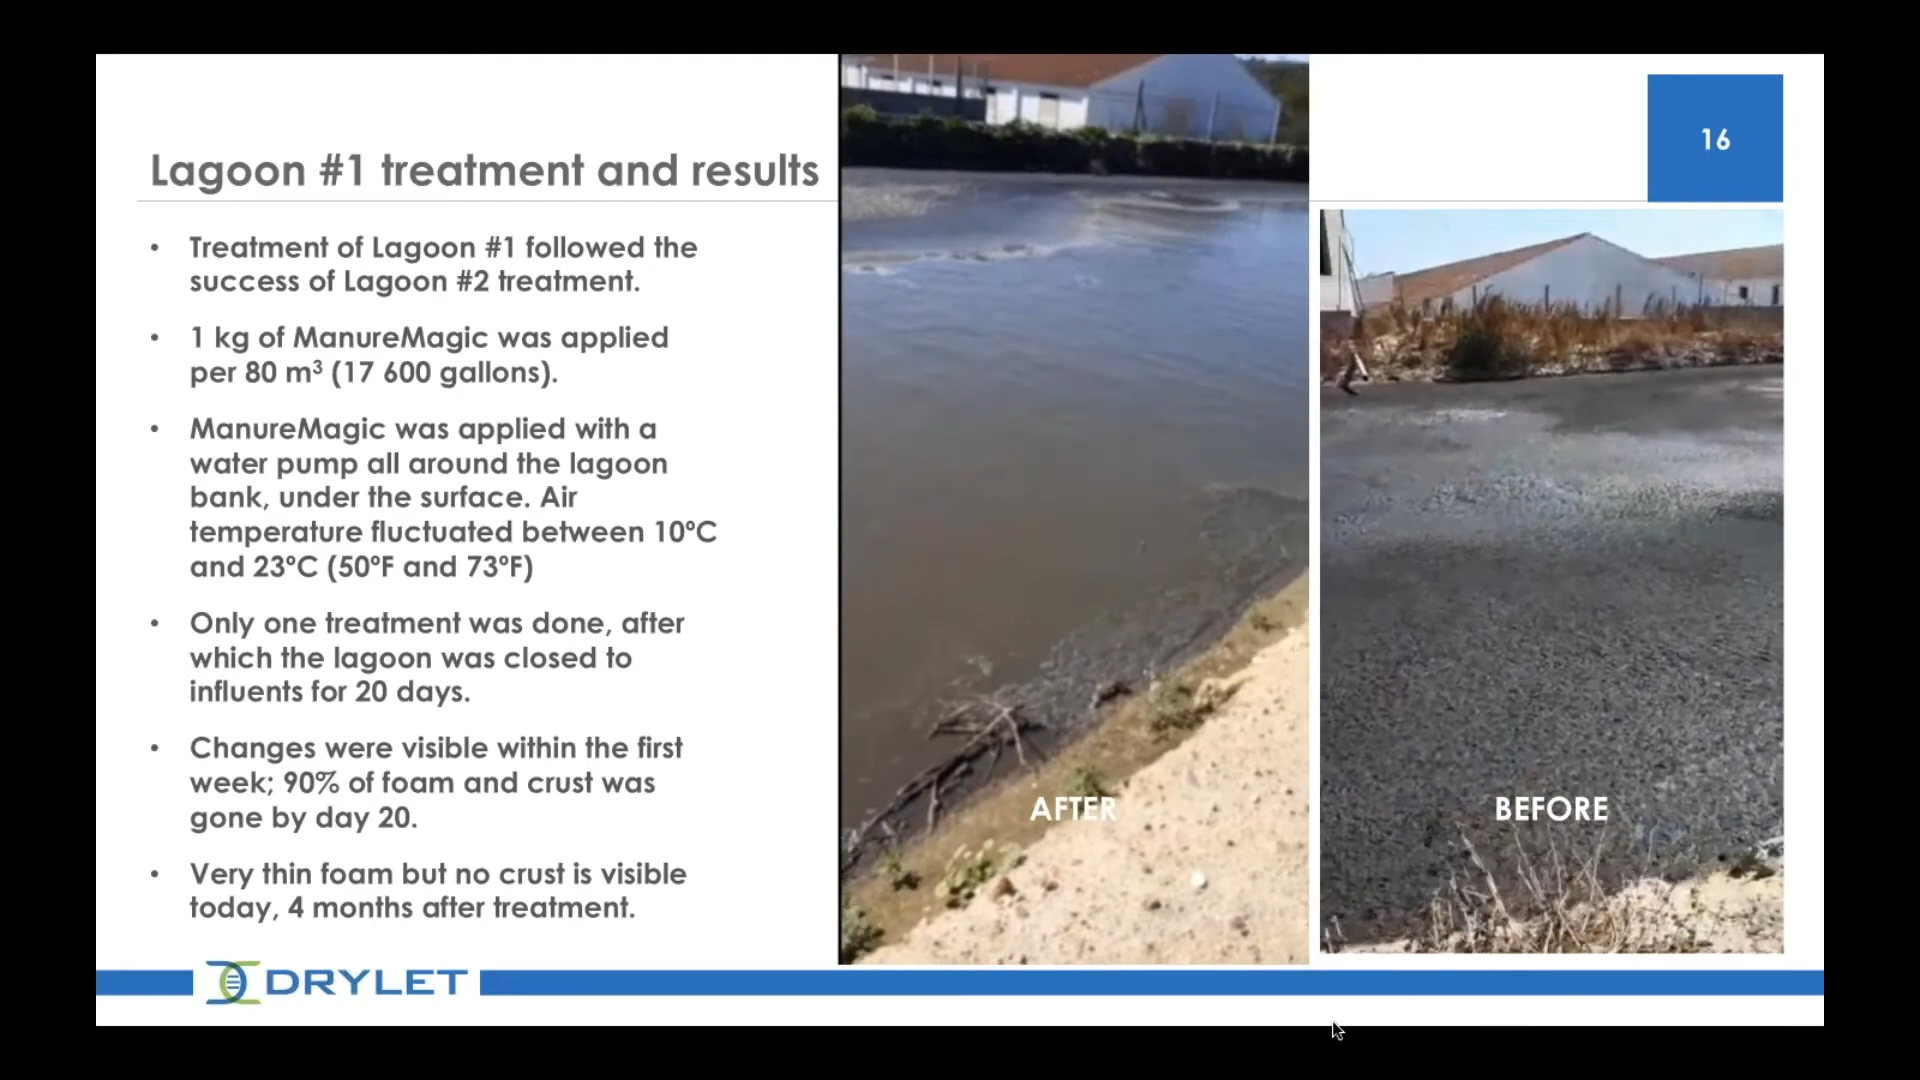 16
Lagoon #1 treatment and results
• Treatment of Lagoon #1 followed the
success of Lagoon #2 treatment.
• 1 kg of ManureMagic was applied
per 80 m³ (17 600 gallons).
• ManureMagic was applied with a
water pump all around the lagoon
bank, under the surface. Air
temperature fluctuated between 10ºC
and 23ºC (50ºF and 73ºF)
• Only one treatment was done, after
which the lagoon was closed to
influents for 20 days.
• Changes were visible within the first
week; 90% of foam and crust was
gone by day 20.
• Very thin foam but no crust is visible
today, 4 months after treatment.
AFTER
BEFORE
DRYLET